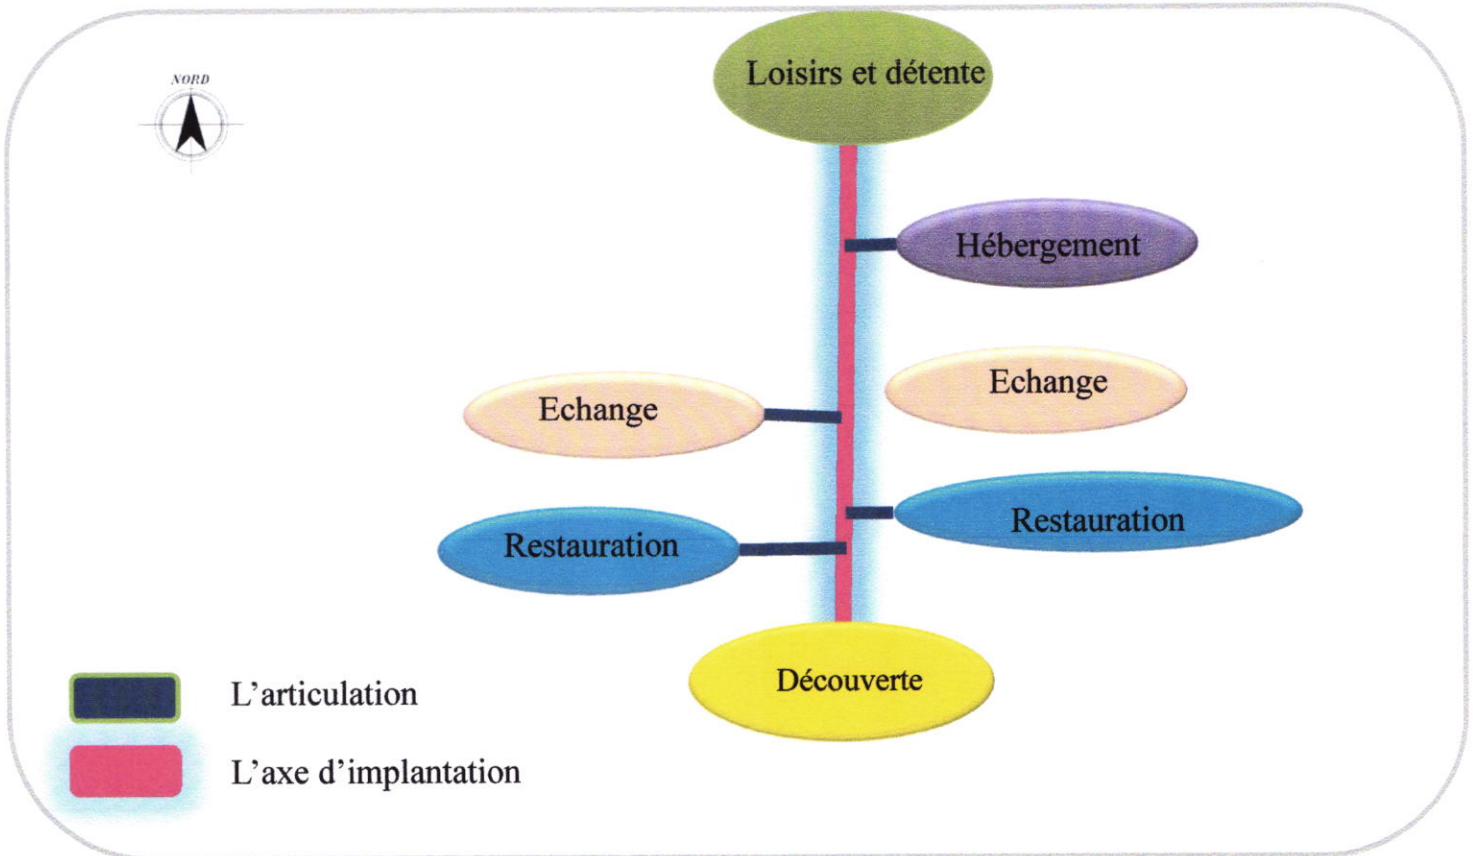 NORD
Loisirs et détente
Hébergement
Echange
Echange
Restauration
Restauration
Découverte
L’articulation
L’axe d’implantation